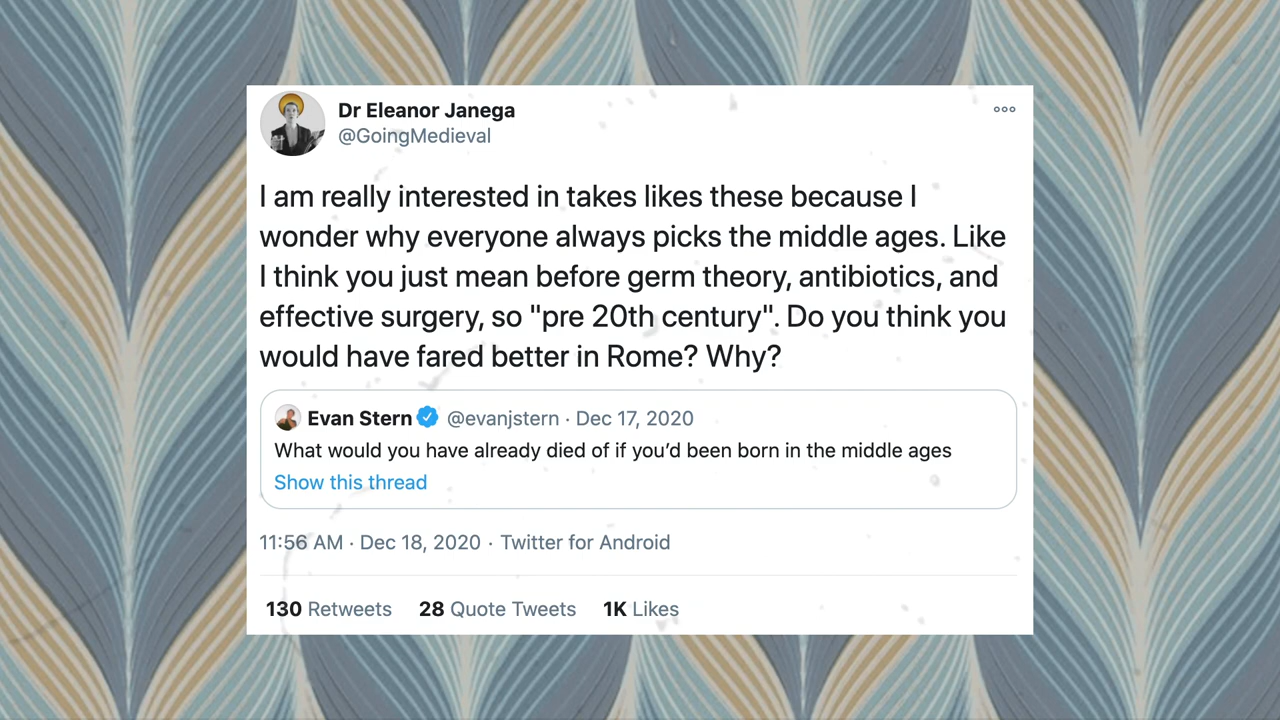 Dr Eleanor Janega
@GoingMedieval
I am really interested in takes likes these because I
wonder why everyone always picks the middle ages. Like
I think you just mean before germ theory, antibiotics, and
effective surgery, so "pre 20th century". Do you think you
would have fared better in Rome? Why?
Evan Stern @evanjstern · Dec 17, 2020
What would you have already died of if you’d been born in the middle ages
Show this thread
11:56 AM · Dec 18, 2020 · Twitter for Android
130 Retweets 28 Quote Tweets 1K Likes